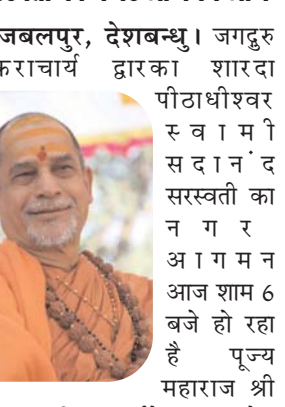 जबलपुर, देशबन्धु। जगद्गुरु
कराचार्य द्वारका शारदा
पीठाधीश्वर
स्वामी
सदानंद
सरस्वती का
नगर
आगमन
आज शाम 6
बजे हो रहा
है पूज्य
महाराज श्री